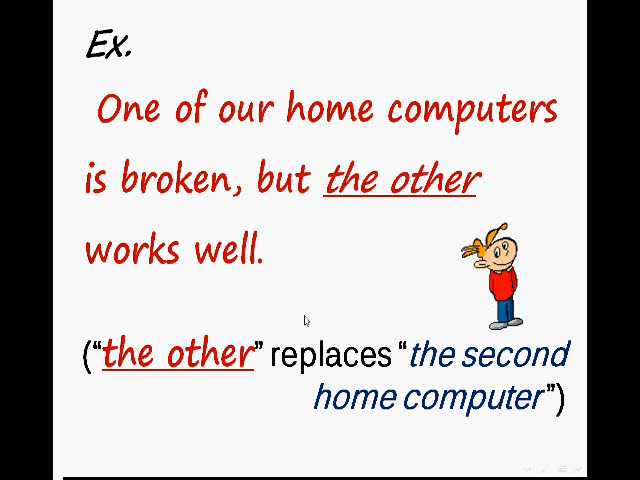 Ex.
One of our home computers
is broken, but the other
works well.
(“the other” replaces “the second
home computer”)